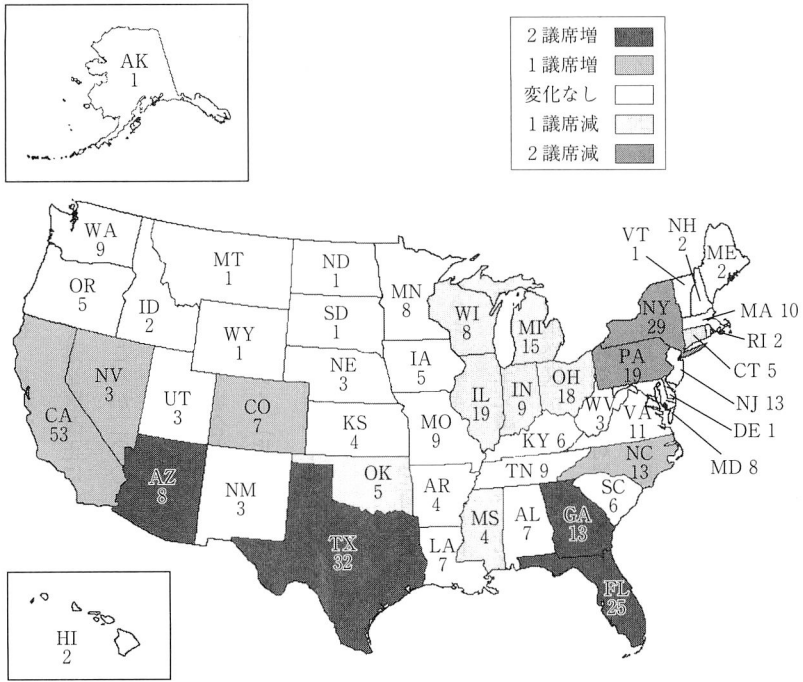 2議席増
1議席増
変化なし
1議席減
2議席減
AK
1
WA
9
OR
5
ID
2
MT
1
WY
1
ND
1
SD
1
NE
3
KS
4
MN
8
IA
5
MO
9
WI
8
MI
15
IL
19
IN
9
OH
18
VT
1
NH
2
ME
2
NY
29
PA
19
MA 10
RI 2
CT 5
NJ 13
DE 1
MD 8
WV
3
VA
11
KY 6
TN 9
NC
13
SC
6
CA
53
NV
3
UT
3
CO
7
AZ
8
NM
3
OK
5
TX
32
AR
4
LA
7
MS
4
AL
7
GA
13
FL
25
HI
2